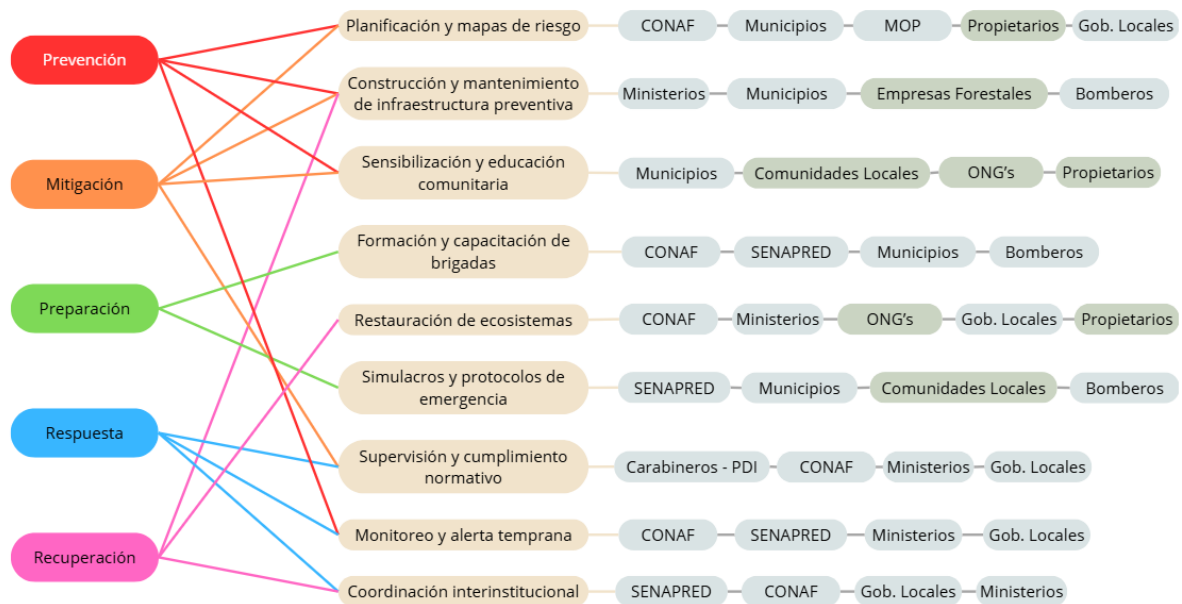 Prevención
Mitigación
Preparación
Respuesta
Recuperación
Planificación y mapas de riesgo
CONAF
Municipios
MOP
Propietarios
Gob. Locales
Construcción y mantenimiento
de infraestructura preventiva
Ministerios
Municipios
Empresas Forestales
Bomberos
Sensibilización y educación
comunitaria
Municipios
Comunidades Locales
ONG's
Propietarios
Formación y capacitación de
brigadas
CONAF
SENAPRED
Municipios
Bomberos
Restauración de ecosistemas
CONAF
Ministerios
ONG's
Gob. Locales
Propietarios
Simulacros y protocolos de
emergencia
SENAPRED
Municipios
Comunidades Locales
Bomberos
Supervisión y cumplimiento
normativo
Carabineros - PDI
CONAF
Ministerios
Gob. Locales
Monitoreo y alerta temprana
CONAF
SENAPRED
Ministerios
Gob. Locales
Coordinación interinstitucional
SENAPRED
CONAF
Gob. Locales
Ministerios